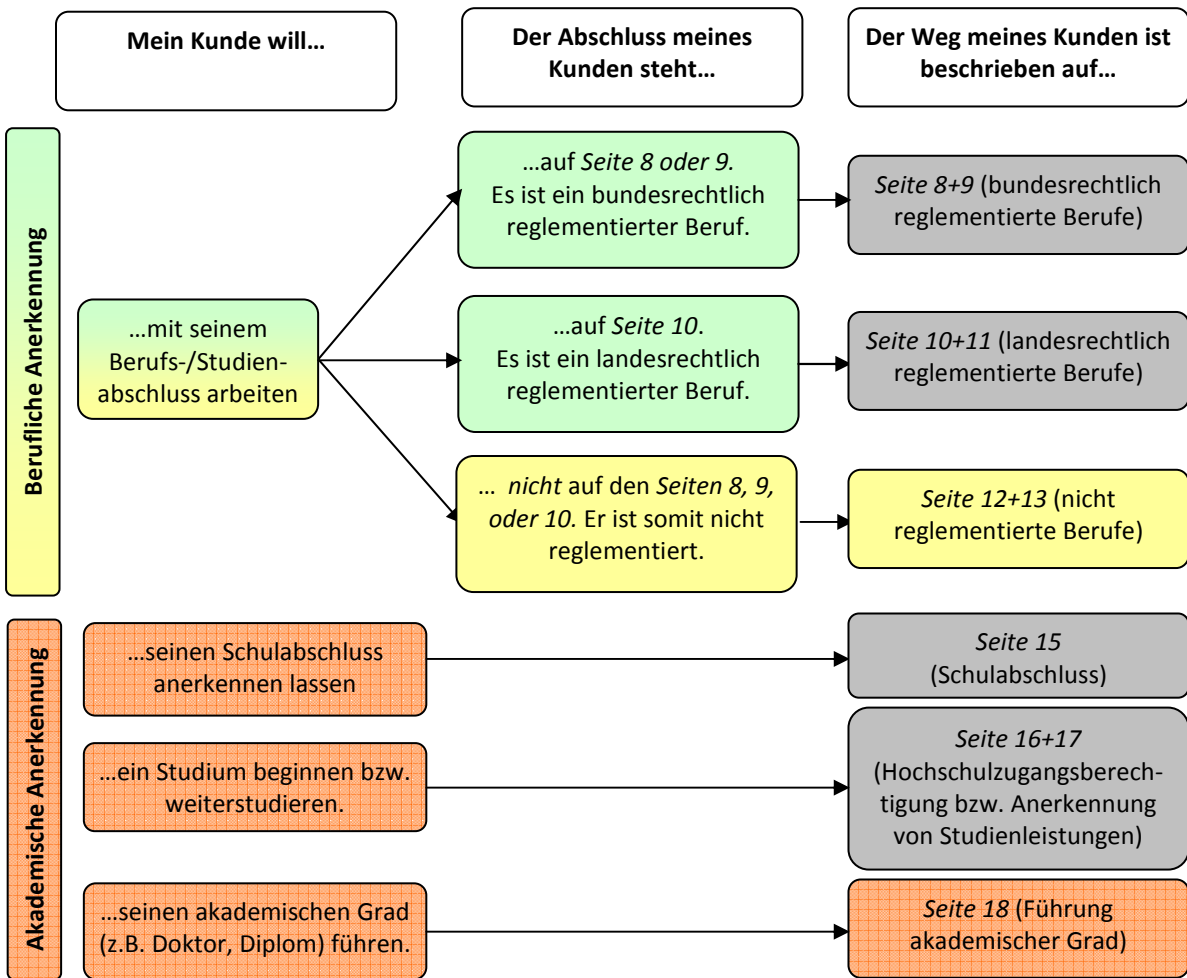 Mein Kunde will…
Der Abschluss meines
Kunden steht…
Der Weg meines Kunden ist
beschrieben auf…
Berufliche Anerkennung
…mit seinem
Berufs-/Studien-
abschluss arbeiten
…auf Seite 8 oder 9.
Es ist ein bundesrechtlich
reglementierter Beruf.
Seite 8+9 (bundesrechtlich
reglementierte Berufe)
…auf Seite 10.
Es ist ein landesrechtlich
reglementierter Beruf.
Seite 10+11 (landesrechtlich
reglementierte Berufe)
… nicht auf den Seiten 8, 9,
oder 10. Er ist somit nicht
reglementiert.
Seite 12+13 (nicht
reglementierte Berufe)
Akademische Anerkennung
…seinen Schulabschluss
anerkennen lassen
Seite 15
(Schulabschluss)
…ein Studium beginnen bzw.
weiterstudieren.
Seite 16+17
(Hochschulzugangsberech-
tigung bzw. Anerkennung
von Studienleistungen)
…seinen akademischen Grad
(z.B. Doktor, Diplom) führen.
Seite 18 (Führung
akademischer Grad)